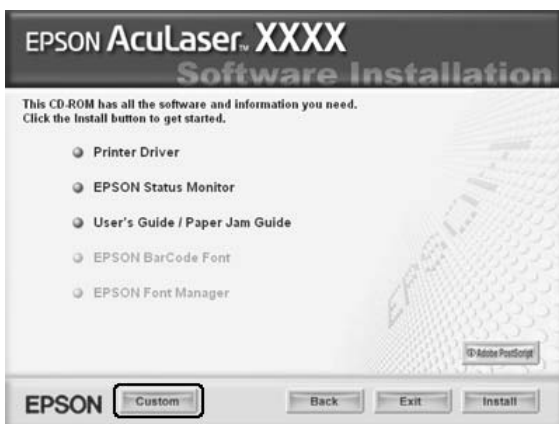 EPSON AcuLaser™ XXXX
Software Installation
This CD-ROM has all the software and information you need.
Click the Install button to get started.
Printer Driver
EPSON Status Monitor
User's Guide / Paper Jam Guide
EPSON BarCode Font
EPSON Font Manager
EPSON
Adobe PostScript
EPSON
Custom
Back
Exit
Install